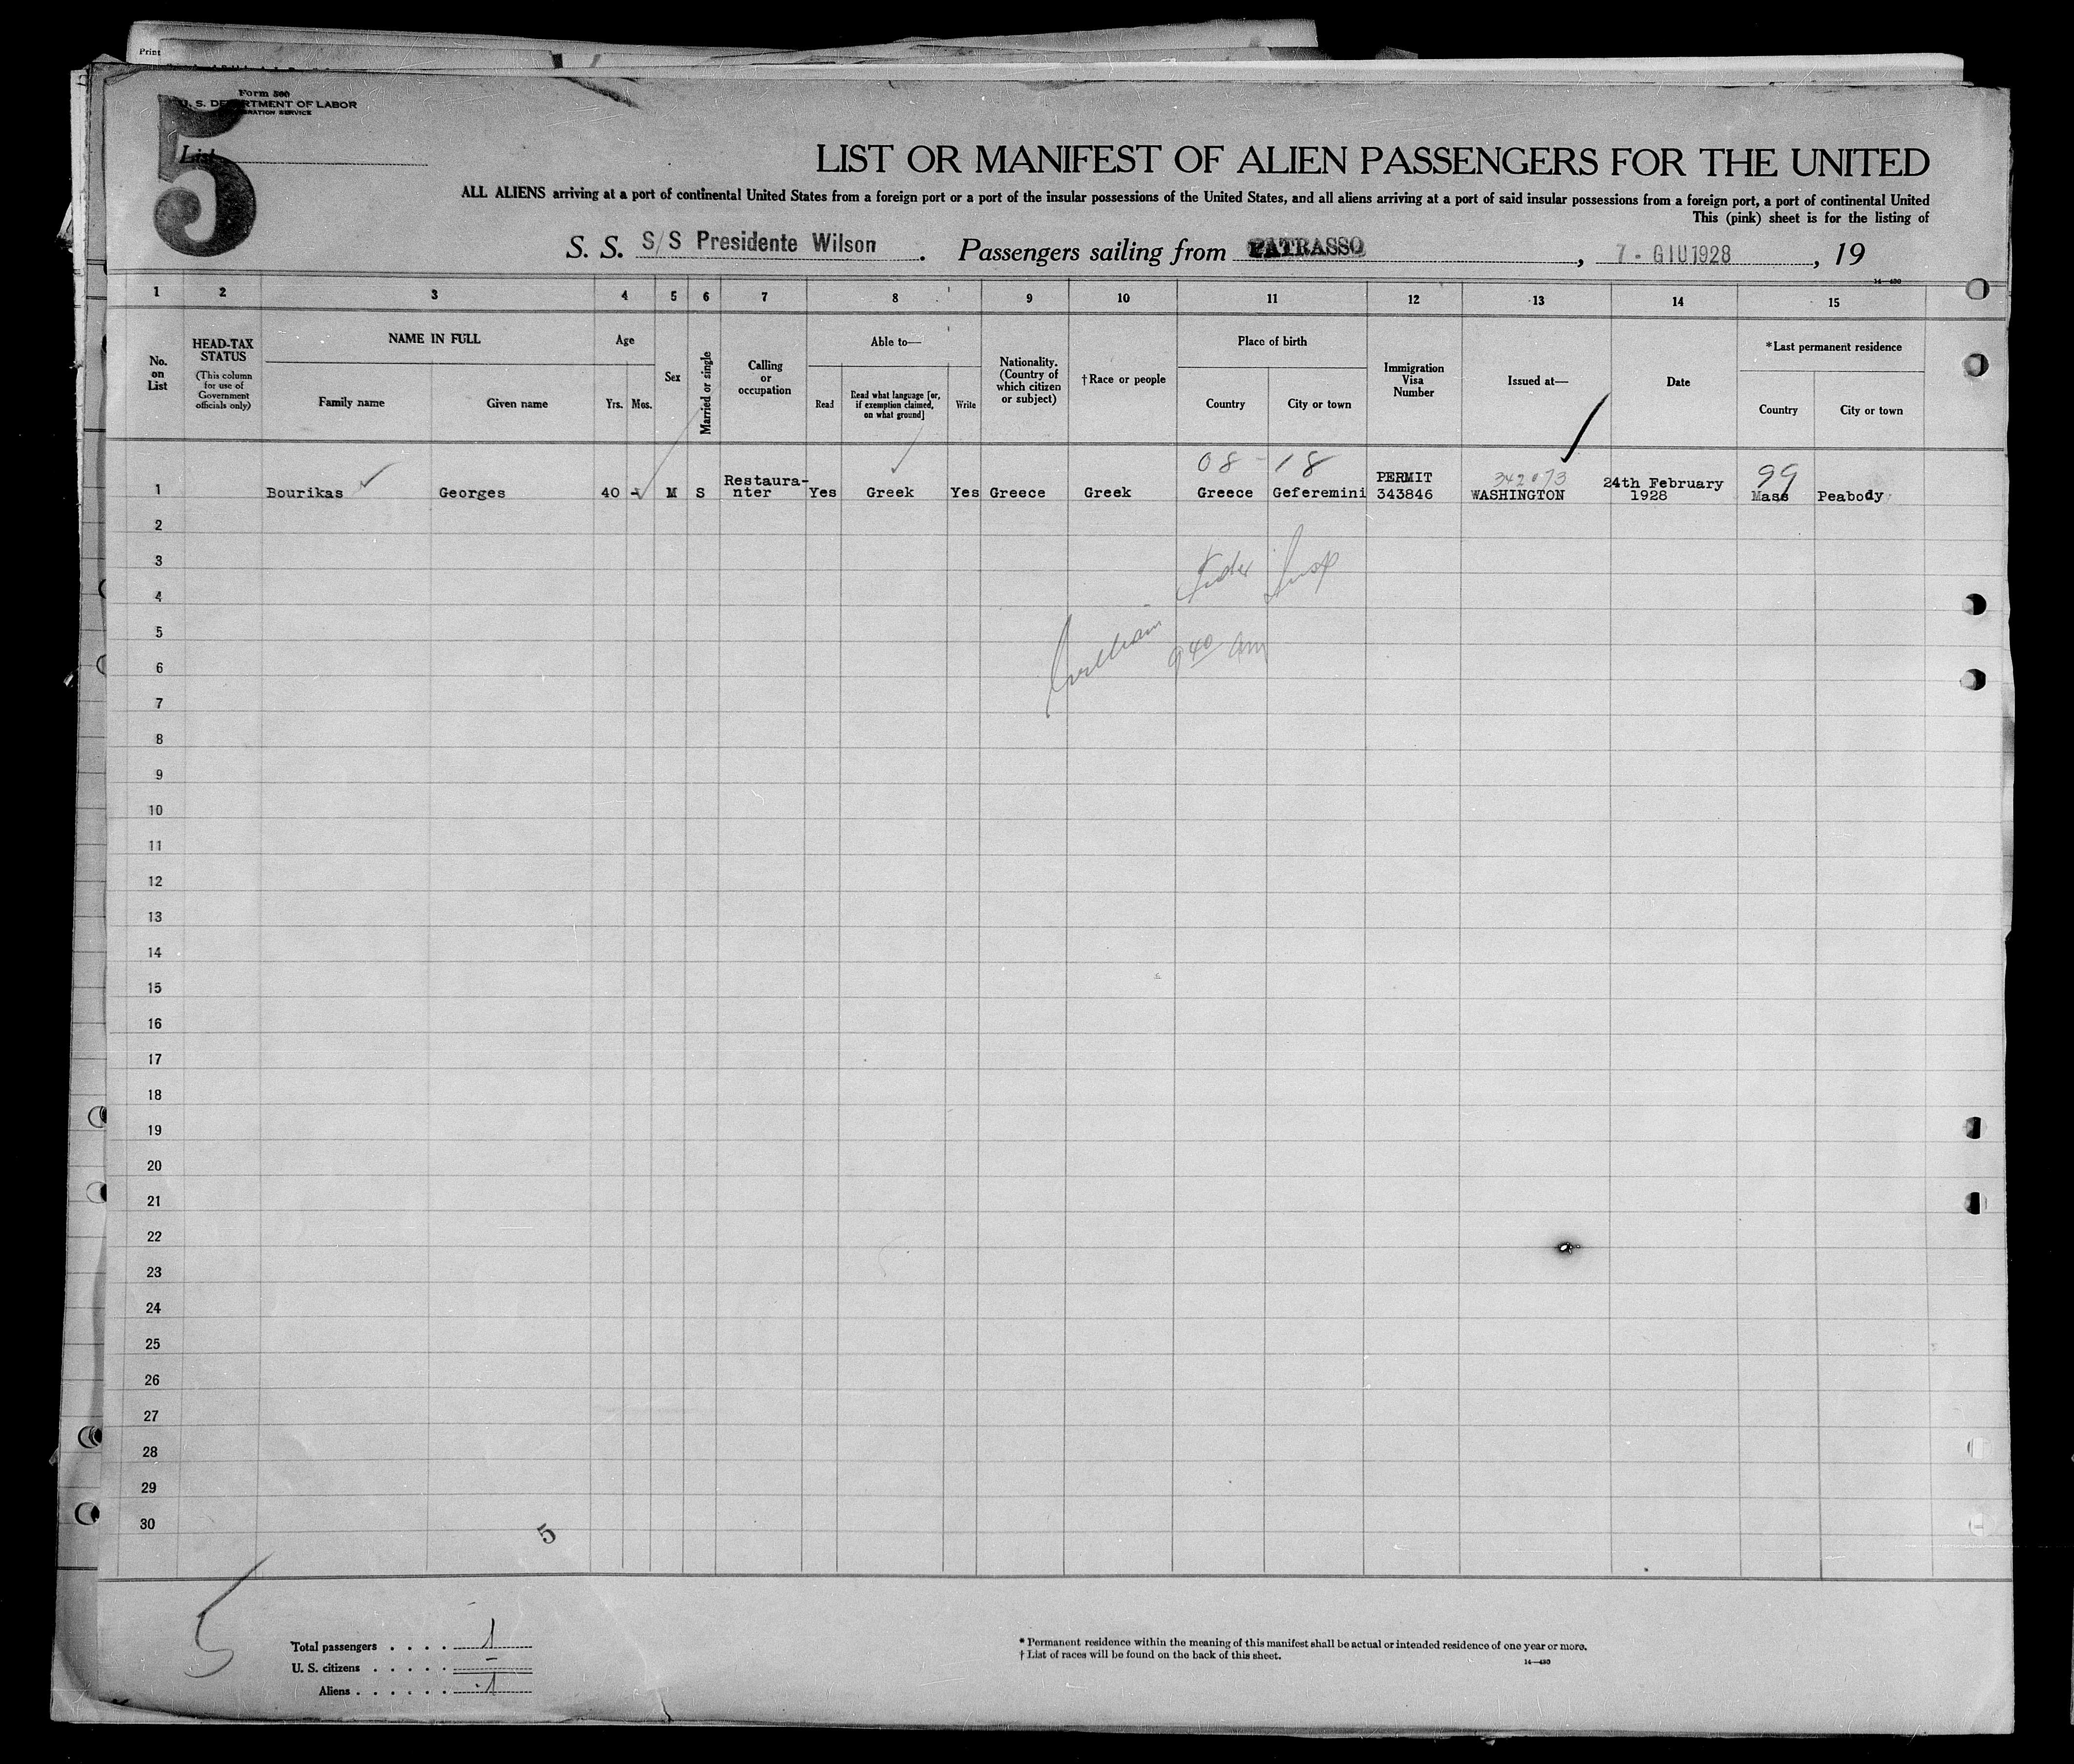 Print
Form 500
U. S. DEPARTMENT OF LABOR
IMMIGRATION SERVICE
5
List
LIST OR MANIFEST OF ALIEN PASSENGERS FOR THE UNITED
ALL ALIENS arriving at a port of continental United States from a foreign port or a port of the insular possessions of the United States, and all aliens arriving at a port of said insular possessions from a foreign port, a port of continental United
This (pink) sheet is for the listing of
S. S. S/S Presidente Wilson . Passengers sailing from PATRASSO , 7 - GIU 1928 , 19
14—430
1 2 3 4 5 6 7 8 9 10 11 12 13 14 15
No. on List
HEAD-TAX STATUS
(This column for use of Government officials only)
NAME IN FULL
Family name Given name
Age
Yrs. Mos.
Sex
Married or single
Calling or occupation
Able to—
Read
Read what language [or, if exemption claimed, on what ground]
Write
Nationality. (Country of which citizen or subject)
†Race or people
Place of birth
Country City or town
Immigration Visa Number
Issued at—
Date
*Last permanent residence
Country City or town
08 - 18
342073
99
1 Bourikas Georges 40 - M S Restaura-nter Yes Greek Yes Greece Greek Greece Geferemini PERMIT 343846 WASHINGTON 24th February 1928 Mass Peabody
2
3
4
5
6
9 40 am
7
8
9
10
11
12
13
14
15
16
17
18
19
20
21
22
23
24
25
26
27
28
29
30
5
5
Total passengers . . . . 1
U. S. citizens . . . . . -
Aliens . . . . . . 1
* Permanent residence within the meaning of this manifest shall be actual or intended residence of one year or more.
† List of races will be found on the back of this sheet.
14—430